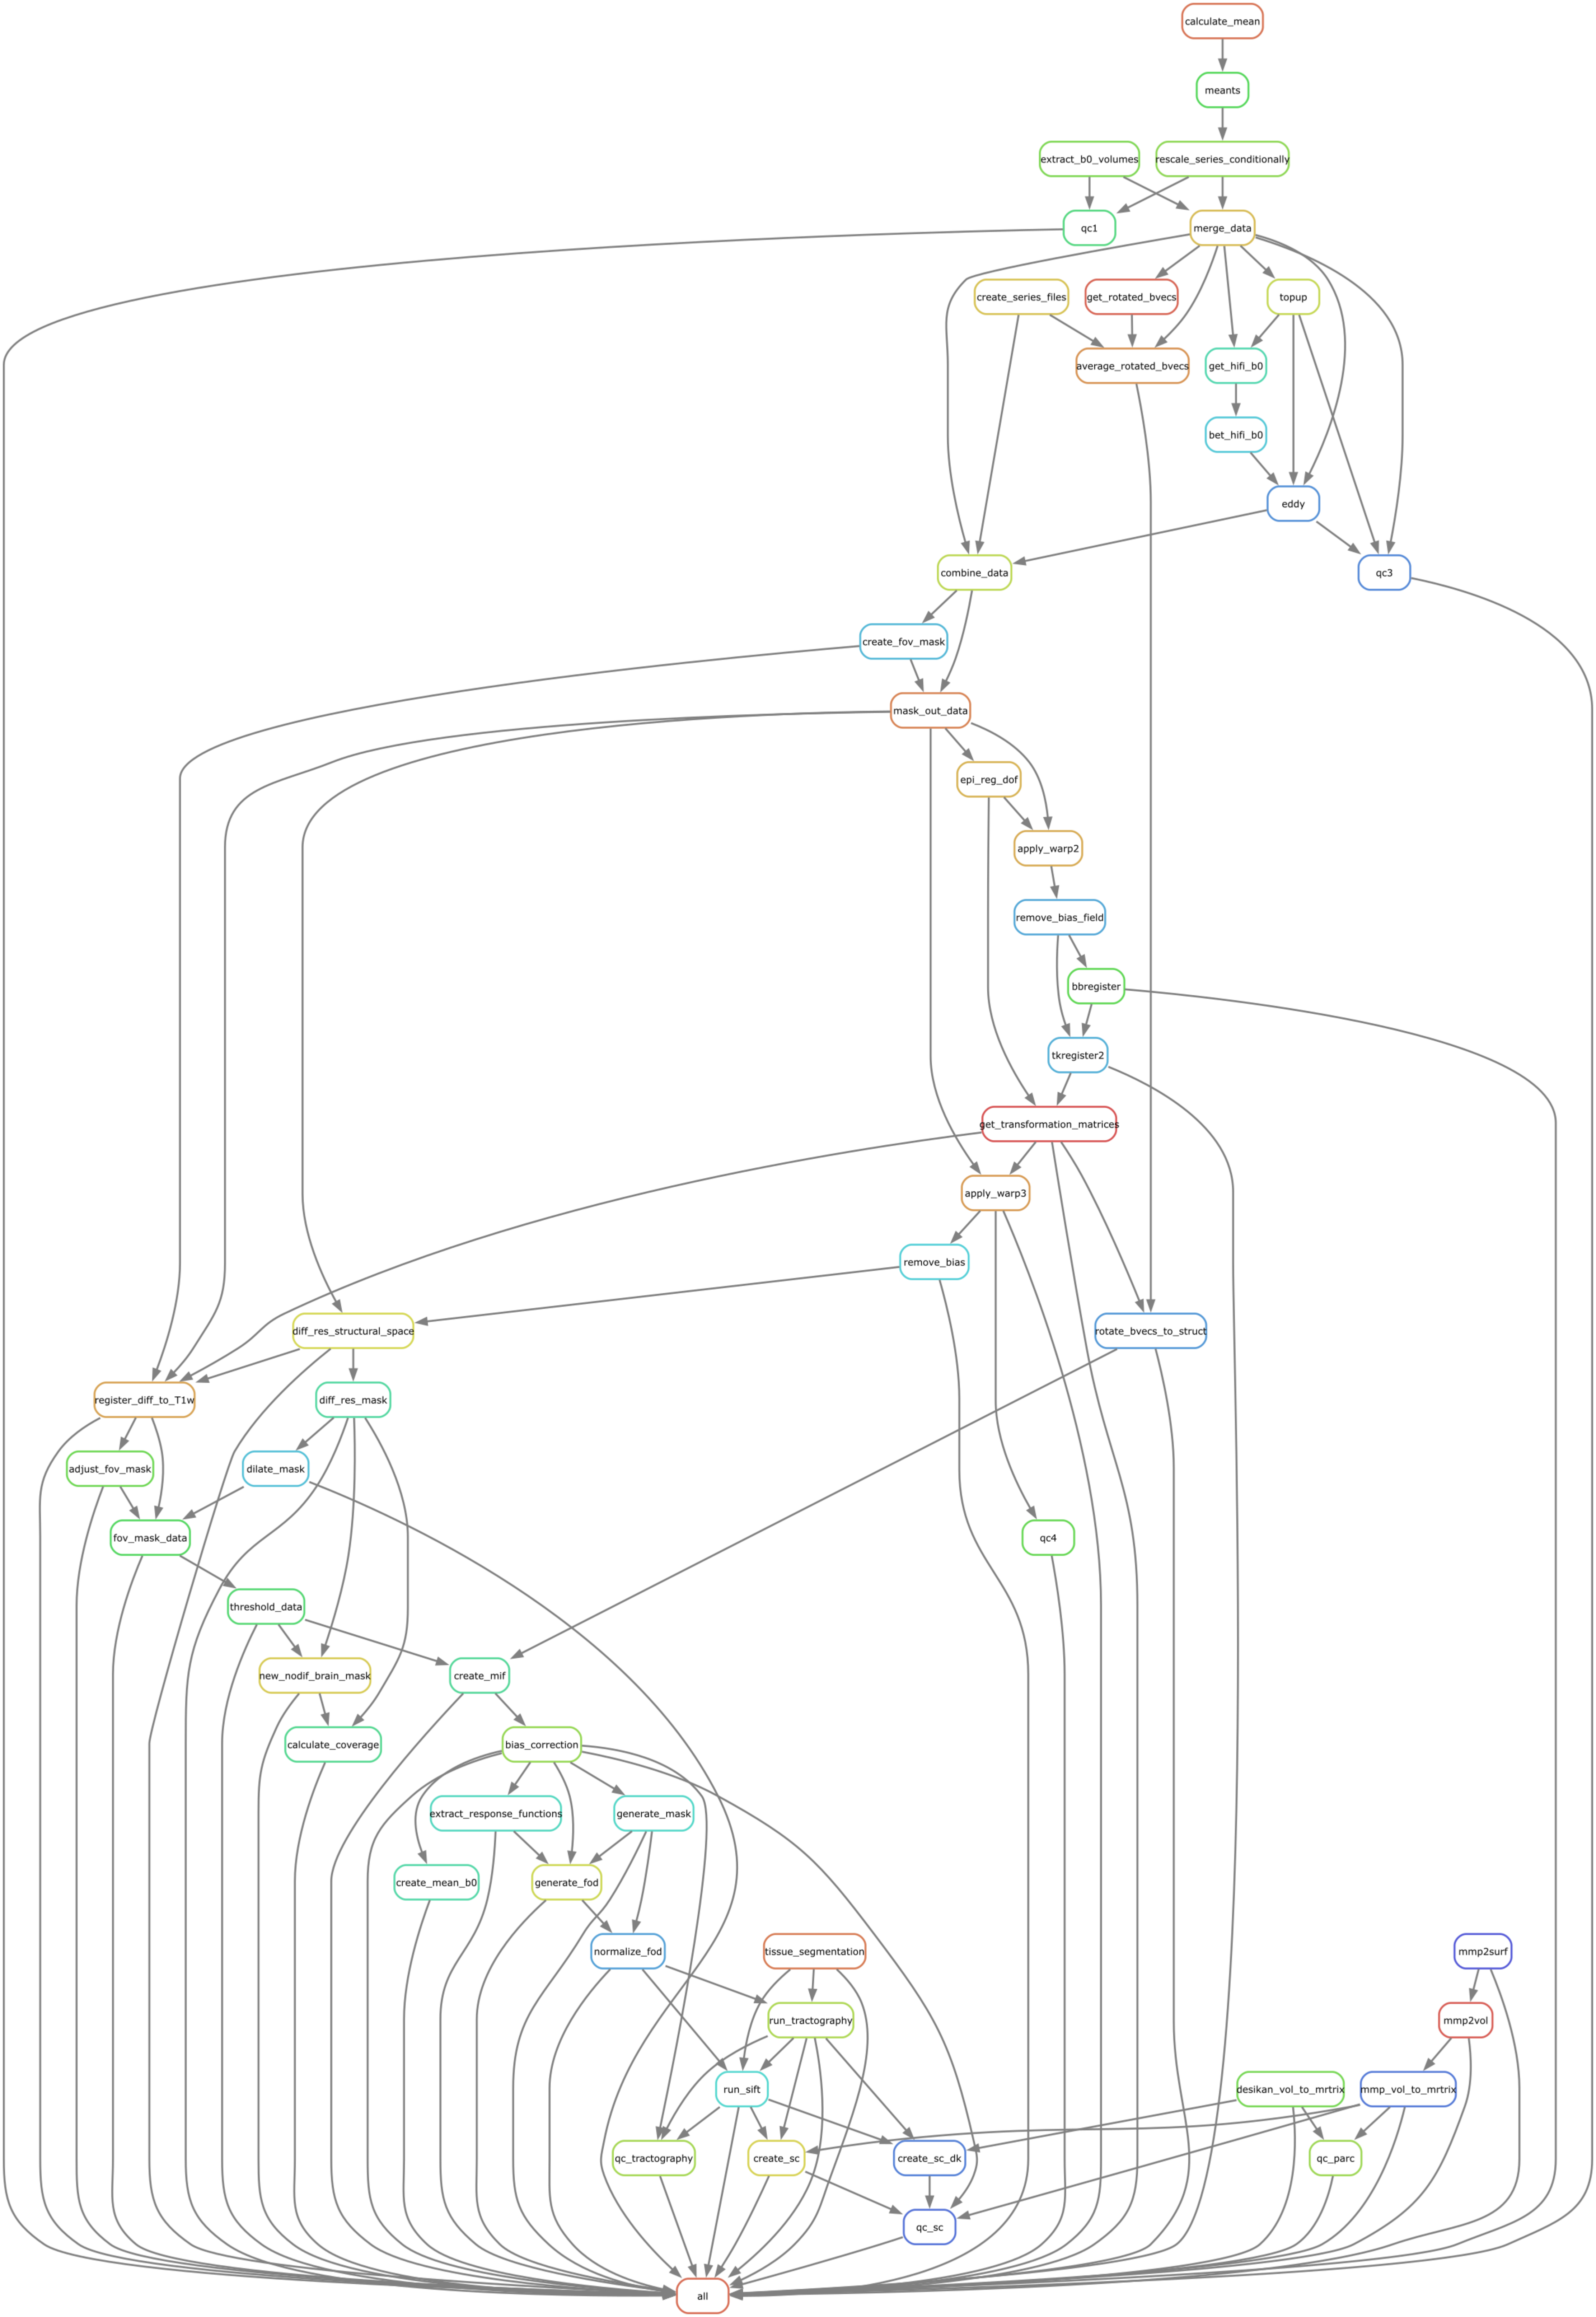 calculate_mean
meants
extract_b0_volumes
rescale_series_conditionally
qc1
merge_data
create_series_files
get_rotated_bvecs
topup
average_rotated_bvecs
get_hifi_b0
bet_hifi_b0
eddy
combine_data
qc3
create_fov_mask
mask_out_data
epi_reg_dof
apply_warp2
remove_bias_field
bbregister
tkregister2
get_transformation_matrices
apply_warp3
remove_bias
diff_res_structural_space
rotate_bvecs_to_struct
register_diff_to_T1w
diff_res_mask
adjust_fov_mask
dilate_mask
fov_mask_data
qc4
threshold_data
new_nodif_brain_mask
create_mif
calculate_coverage
bias_correction
extract_response_functions
generate_mask
create_mean_b0
generate_fod
normalize_fod
tissue_segmentation
mmp2surf
run_tractography
mmp2vol
run_sift
desikan_vol_to_mrtrix
mmp_vol_to_mrtrix
qc_tractography
create_sc
create_sc_dk
qc_parc
qc_sc
all